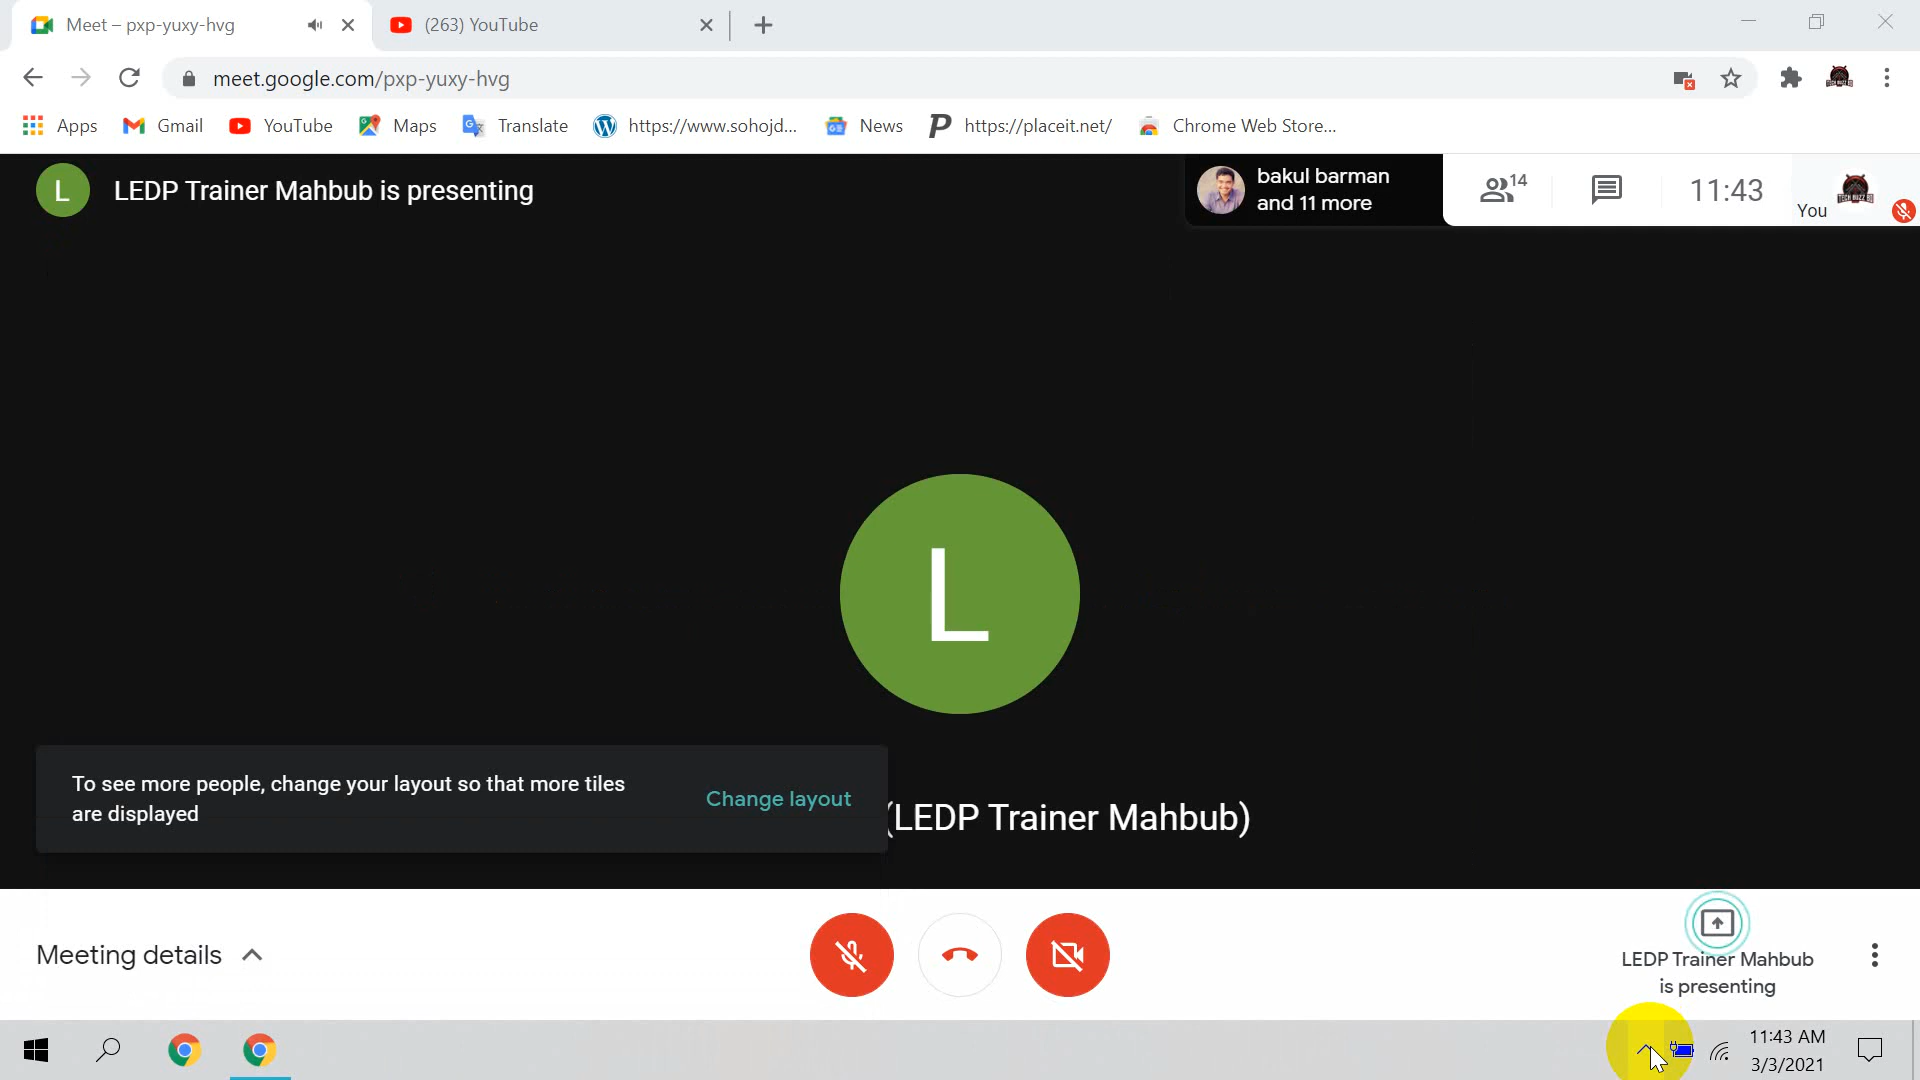 Meet – pxp-yuxy-hvg
(263) YouTube
meet.google.com/pxp-yuxy-hvg
Apps
Gmail
YouTube
Maps
Translate
https://www.sohojd...
News
https://placeit.net/
Chrome Web Store...
L
LEDP Trainer Mahbub is presenting
bakul barman
and 11 more
14
11:43
You
TECH BUZZ BD
L
To see more people, change your layout so that more tiles
are displayed
Change layout
(LEDP Trainer Mahbub)
Meeting details
LEDP Trainer Mahbub
is presenting
11:43 AM
3/3/2021